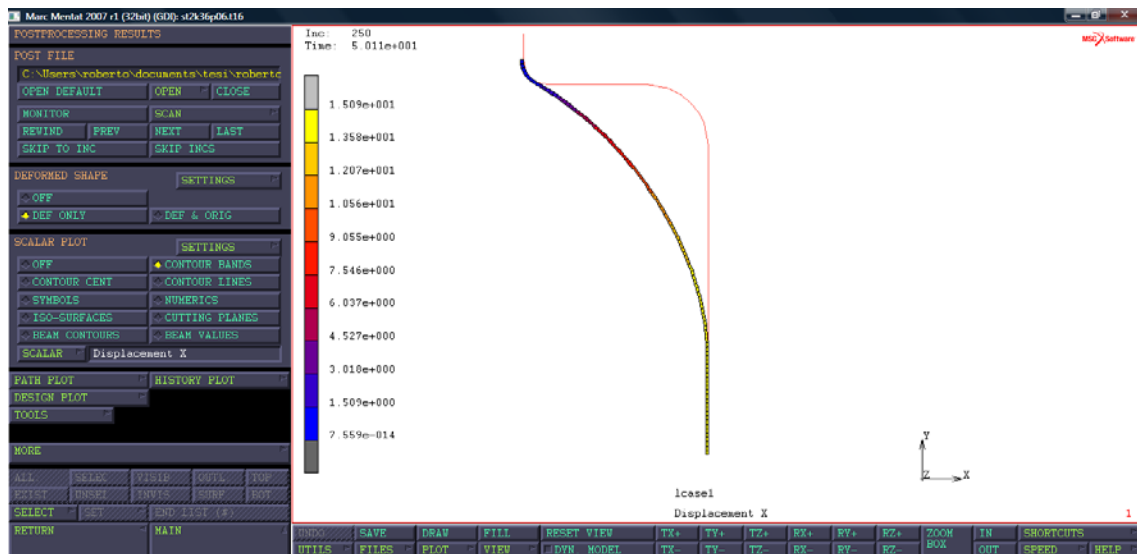 Marc Mentat 2007 r1 (32bit) (GDI): st2k36p06.t16
POSTPROCESSING RESULTS
POST FILE
C:\Users\roberto\documents\tesi\roberto
OPEN DEFAULT OPEN CLOSE
MONITOR SCAN
REWIND PREV NEXT LAST
SKIP TO INC SKIP INCS
DEFORMED SHAPE SETTINGS
OFF
DEF ONLY DEF & ORIG
SCALAR PLOT SETTINGS
OFF CONTOUR BANDS
CONTOUR CENT CONTOUR LINES
SYMBOLS NUMERICS
ISO-SURFACES CUTTING PLANES
BEAM CONTOURS BEAM VALUES
SCALAR Displacement X
PATH PLOT HISTORY PLOT
DESIGN PLOT
TOOLS
MORE
ALL SELEC VISIB OUTL TOP
EXIST UNSEL INVIS SURF BOT
SELECT SET END LIST (#)
RETURN MAIN
Inc: 250
Time: 5.011e+001
MSC Software
1.509e+001
1.358e+001
1.207e+001
1.056e+001
9.055e+000
7.546e+000
6.037e+000
4.527e+000
3.018e+000
1.509e+000
7.559e-014
Y
Z X
lcase1
Displacement X
1
UNDO SAVE DRAW FILL RESET VIEW TX+ TY+ TZ+ RX+ RY+ RZ+ ZOOM BOX IN SHORTCUTS
UTILS FILES PLOT VIEW DYN. MODEL TX- TY- TZ- RX- RY- RZ- OUT SPEED HELP